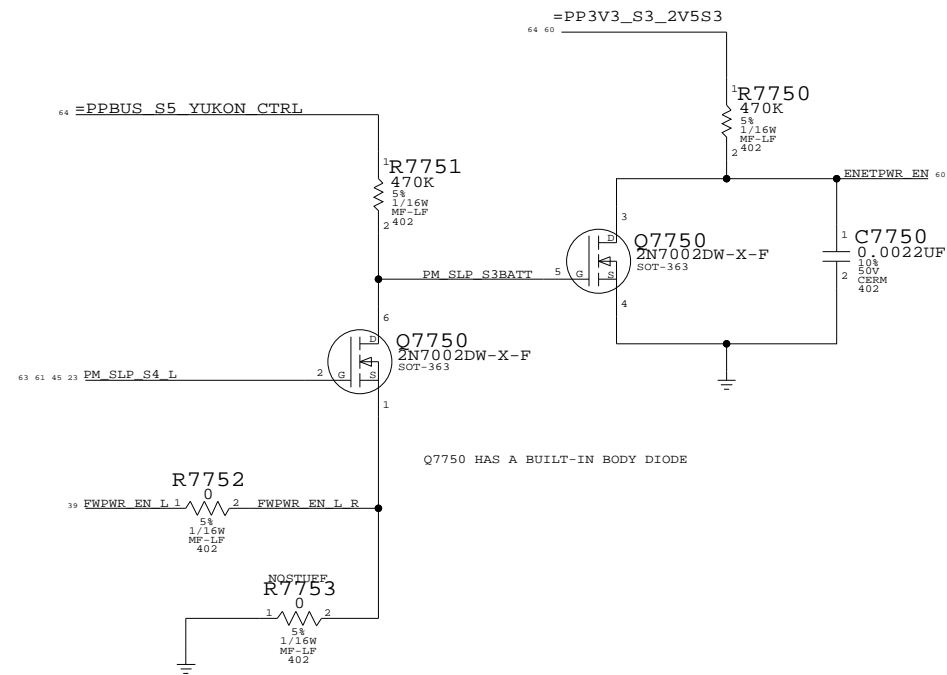 =PP3V3_S3_2V5S3
64 60
1
R7750
470K
5%
1/16W
MF-LF
402
2
64 =PPBUS_S5_YUKON_CTRL
1
R7751
470K
5%
1/16W
MF-LF
402
2
ENETPWR_EN 60
3
D
Q7750
2N7002DW-X-F
SOT-363
PM_SLP_S3BATT 5 G S
4
1
C7750
0.0022UF
10%
50V
CERM
402
2
6
D
Q7750
2N7002DW-X-F
SOT-363
63 61 45 23 PM_SLP_S4_L 2 G S
1
Q7750 HAS A BUILT-IN BODY DIODE
R7752
0
39 FWPWR_EN_L 1 2 FWPWR_EN_L_R
5%
1/16W
MF-LF
402
NOSTUFF
R7753
0
1 2
5%
1/16W
MF-LF
402